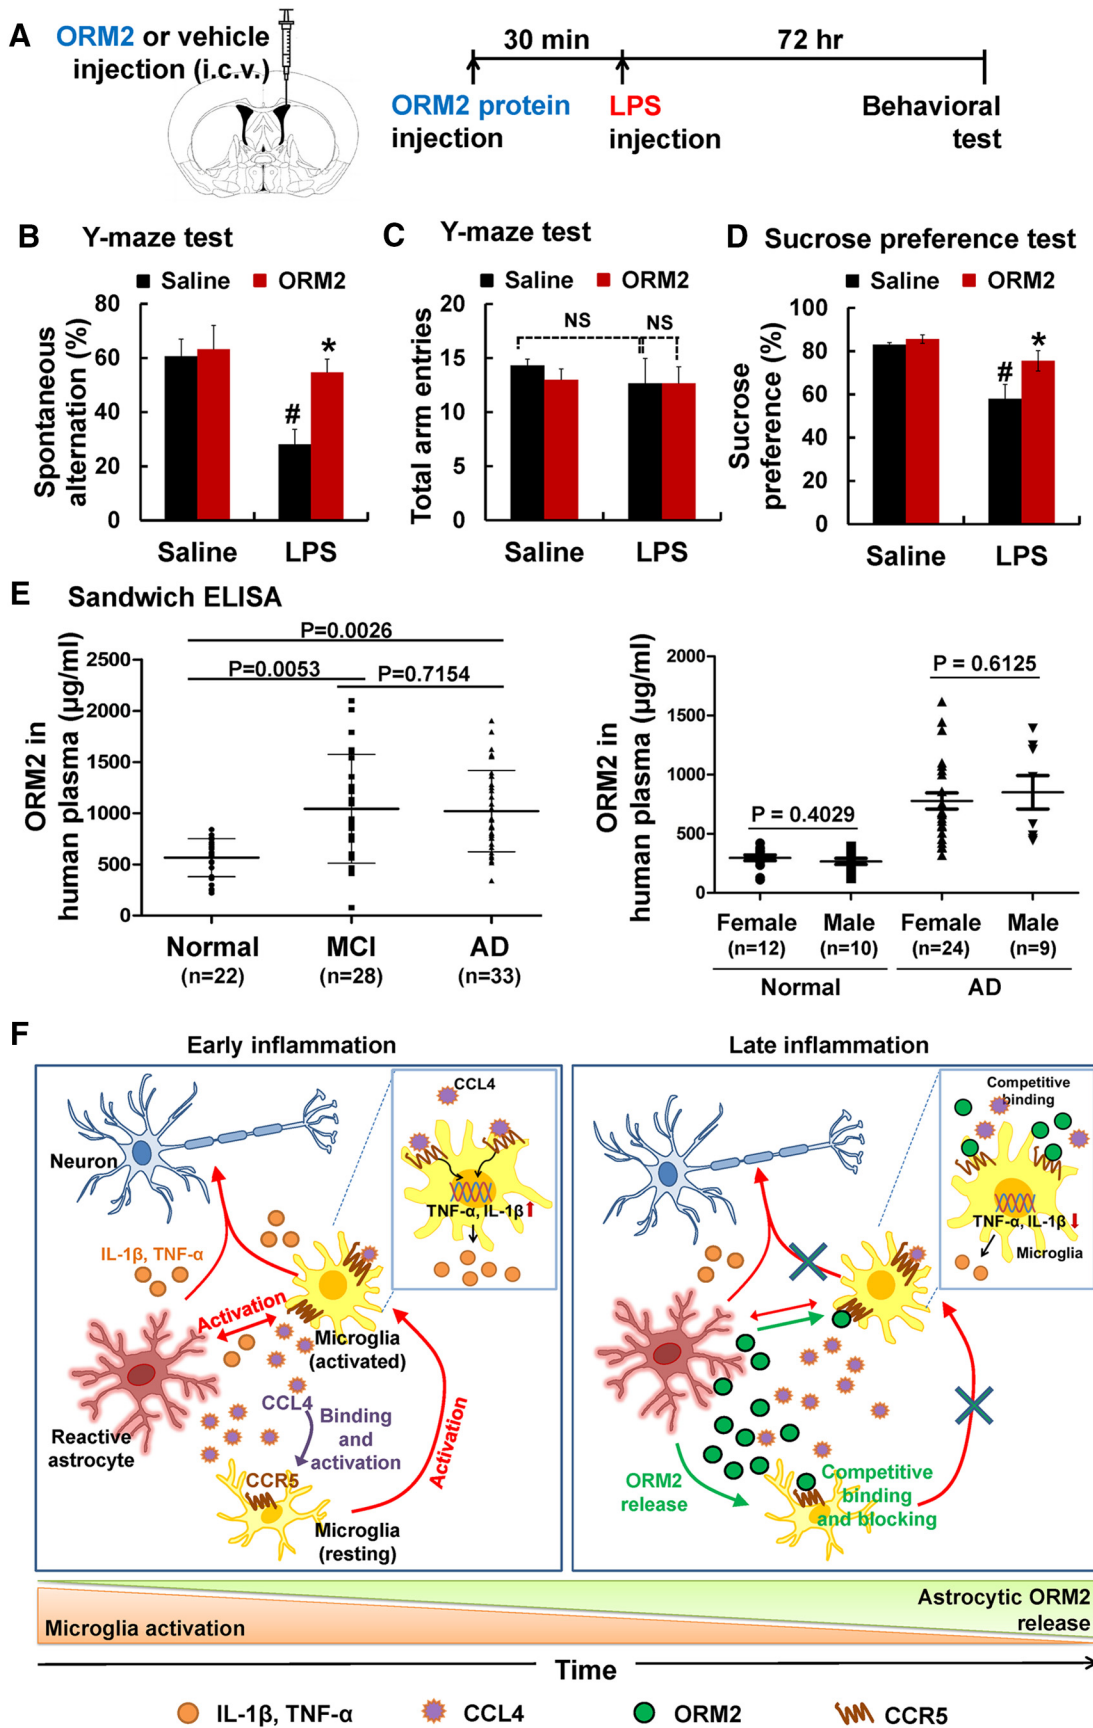 A
ORM2 or vehicle
injection (i.c.v.)
30 min
72 hr
ORM2 protein
injection
LPS
injection
Behavioral
test
B
Y-maze test
Saline
ORM2
Spontaneous
alternation (%)
80
60
40
20
0
#
*
Saline
LPS
C
Y-maze test
Saline
ORM2
Total arm entries
20
15
10
5
0
NS
NS
Saline
LPS
D
Sucrose preference test
Saline
ORM2
Sucrose
preference (%)
100
80
60
40
20
0
#
*
Saline
LPS
E
Sandwich ELISA
ORM2 in
human plasma (µg/ml)
2500
2000
1500
1000
500
0
P=0.0026
P=0.0053
P=0.7154
Normal
(n=22)
MCI
(n=28)
AD
(n=33)
ORM2 in
human plasma (µg/ml)
2000
1500
1000
500
0
P = 0.6125
P = 0.4029
Female
(n=12)
Male
(n=10)
Female
(n=24)
Male
(n=9)
Normal
AD
F
Early inflammation
Neuron
CCL4
TNF-α, IL-1β
IL-1β, TNF-α
Activation
Microglia
(activated)
CCL4
Binding
and
activation
Activation
Reactive
astrocyte
CCR5
Microglia
(resting)
Late inflammation
Competitive
binding
TNF-α, IL-1β
Microglia
ORM2
release
Competitive
binding
and blocking
Microglia activation
Astrocytic ORM2
release
Time
IL-1β, TNF-α
CCL4
ORM2
CCR5